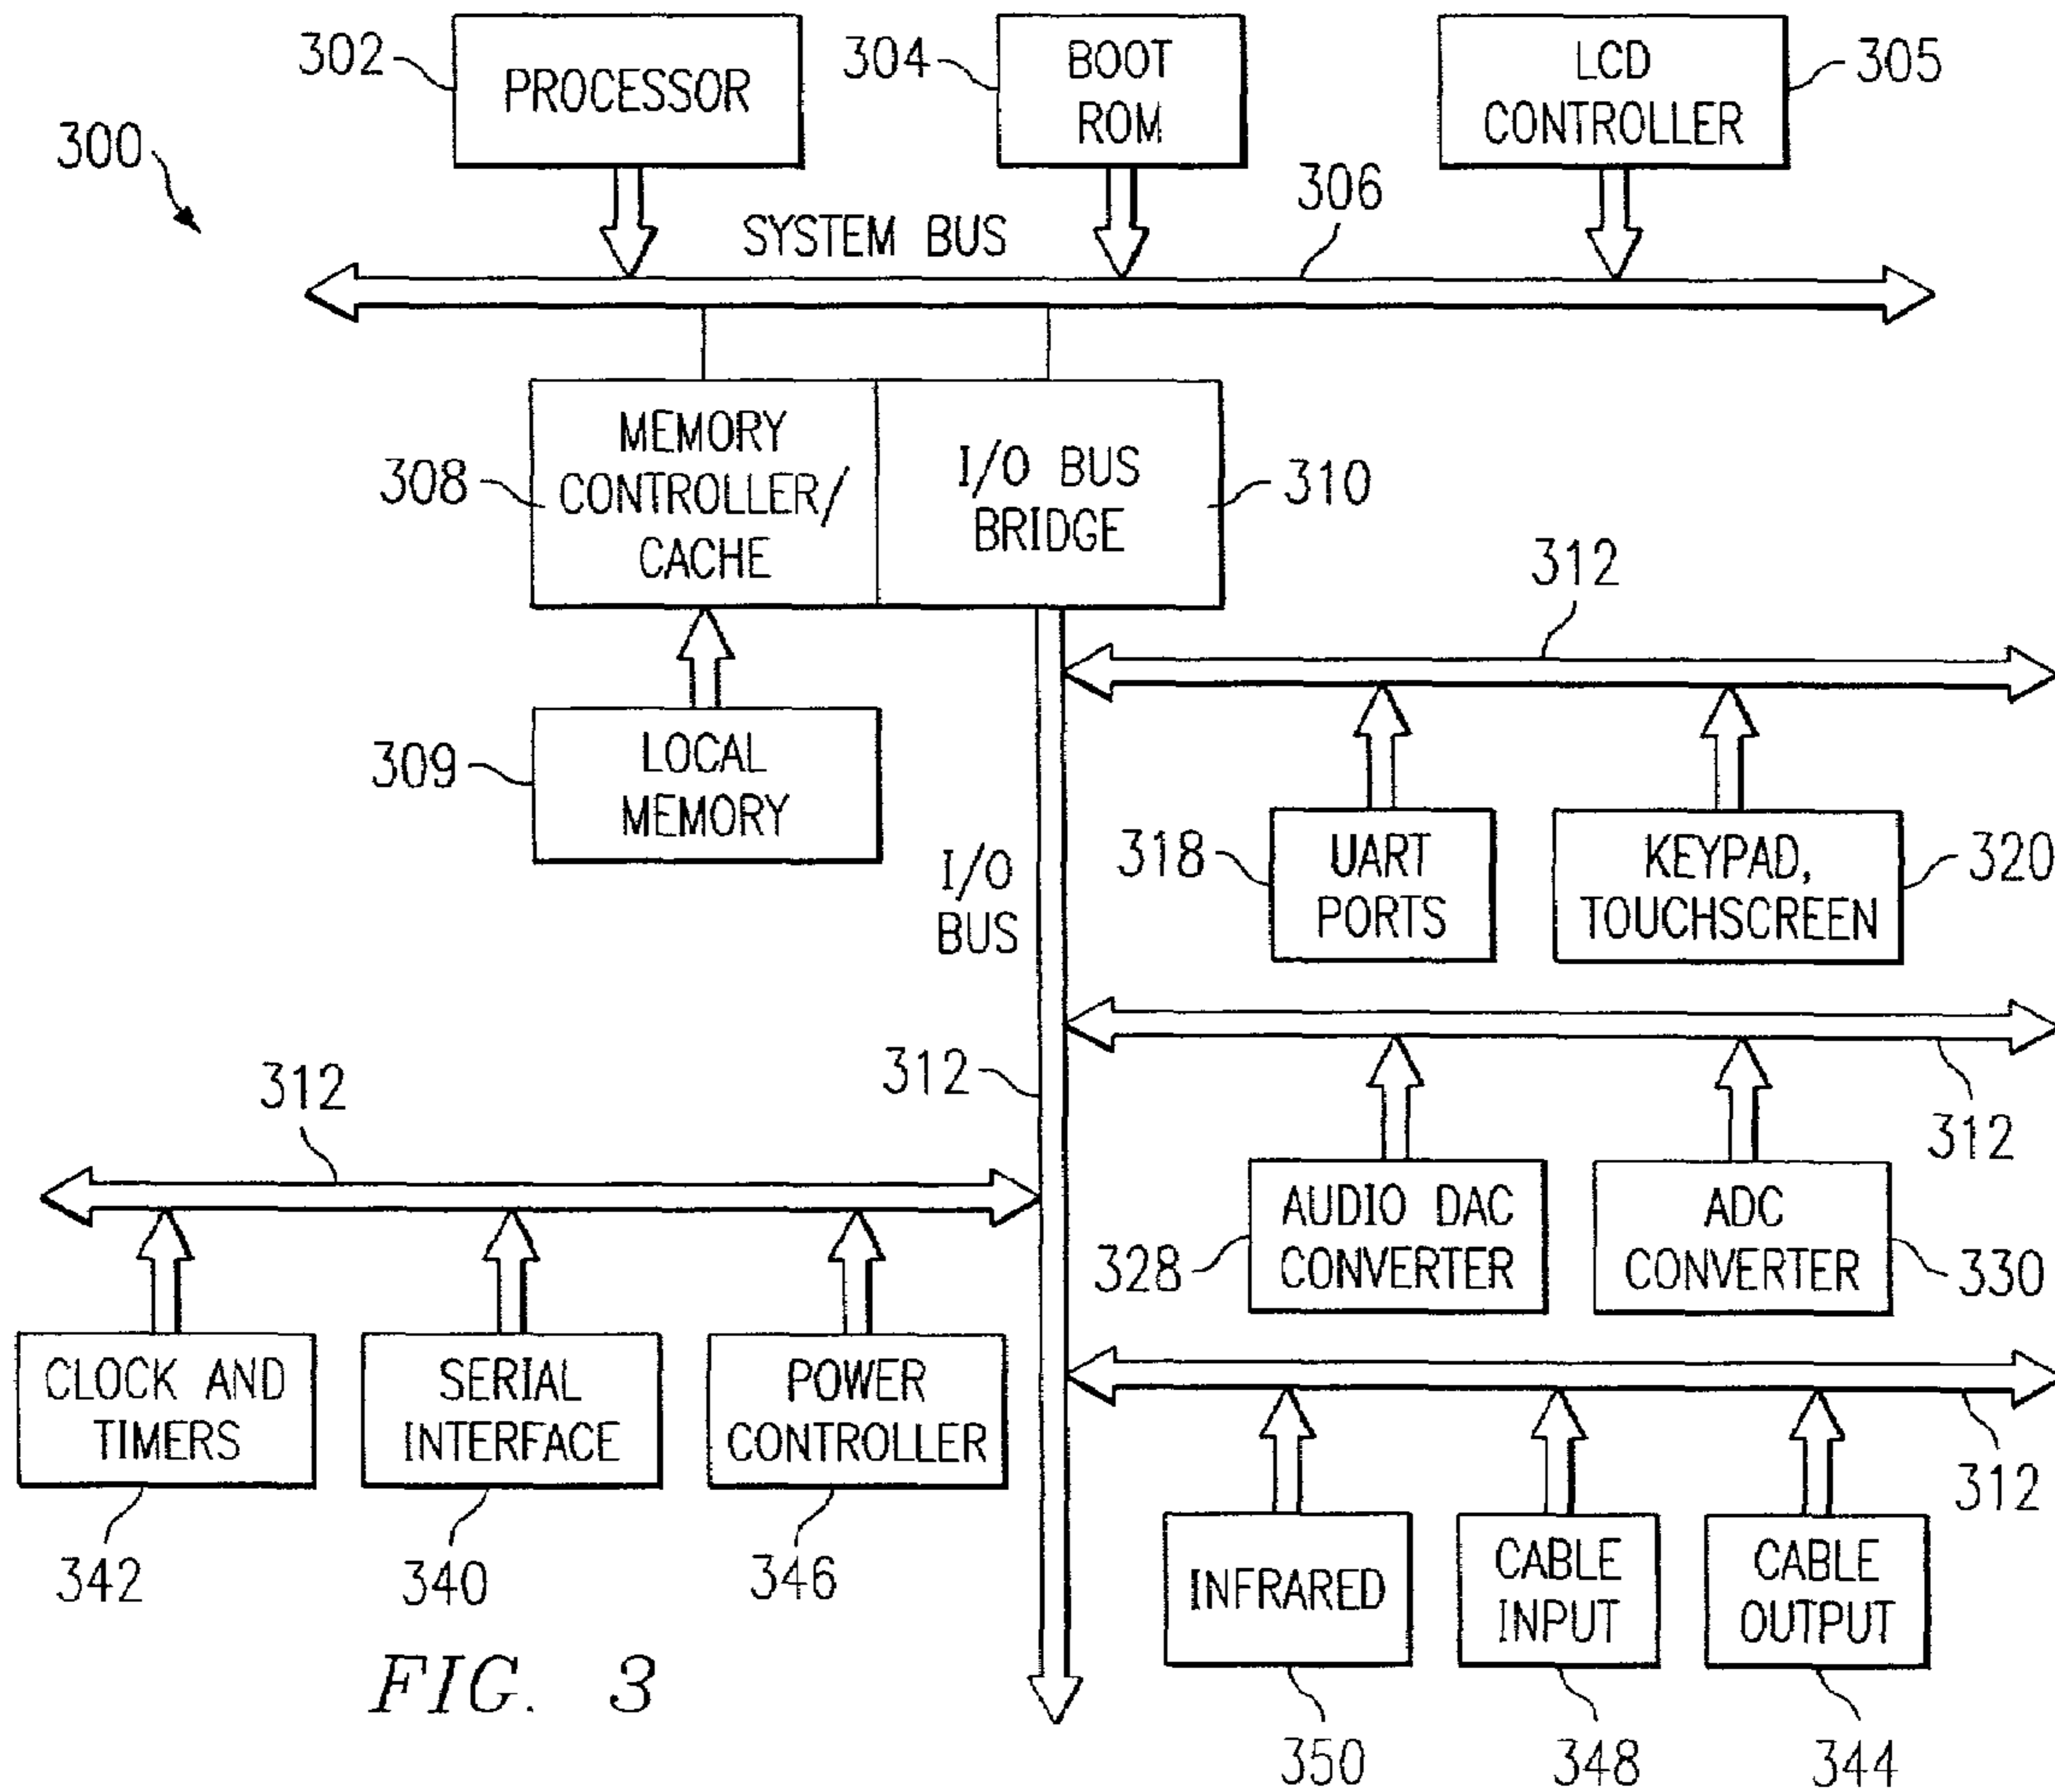 302
PROCESSOR
304
BOOT
ROM
LCD
CONTROLLER
305
300
SYSTEM BUS
306
MEMORY
CONTROLLER/
CACHE
308
I/O BUS
BRIDGE
310
312
309
LOCAL
MEMORY
I/O
BUS
318
UART
PORTS
KEYPAD,
TOUCHSCREEN
320
312
312
312
328
AUDIO DAC
CONVERTER
ADC
CONVERTER
330
CLOCK AND
TIMERS
SERIAL
INTERFACE
POWER
CONTROLLER
312
342
340
346
INFRARED
CABLE
INPUT
CABLE
OUTPUT
350
348
344
FIG. 3